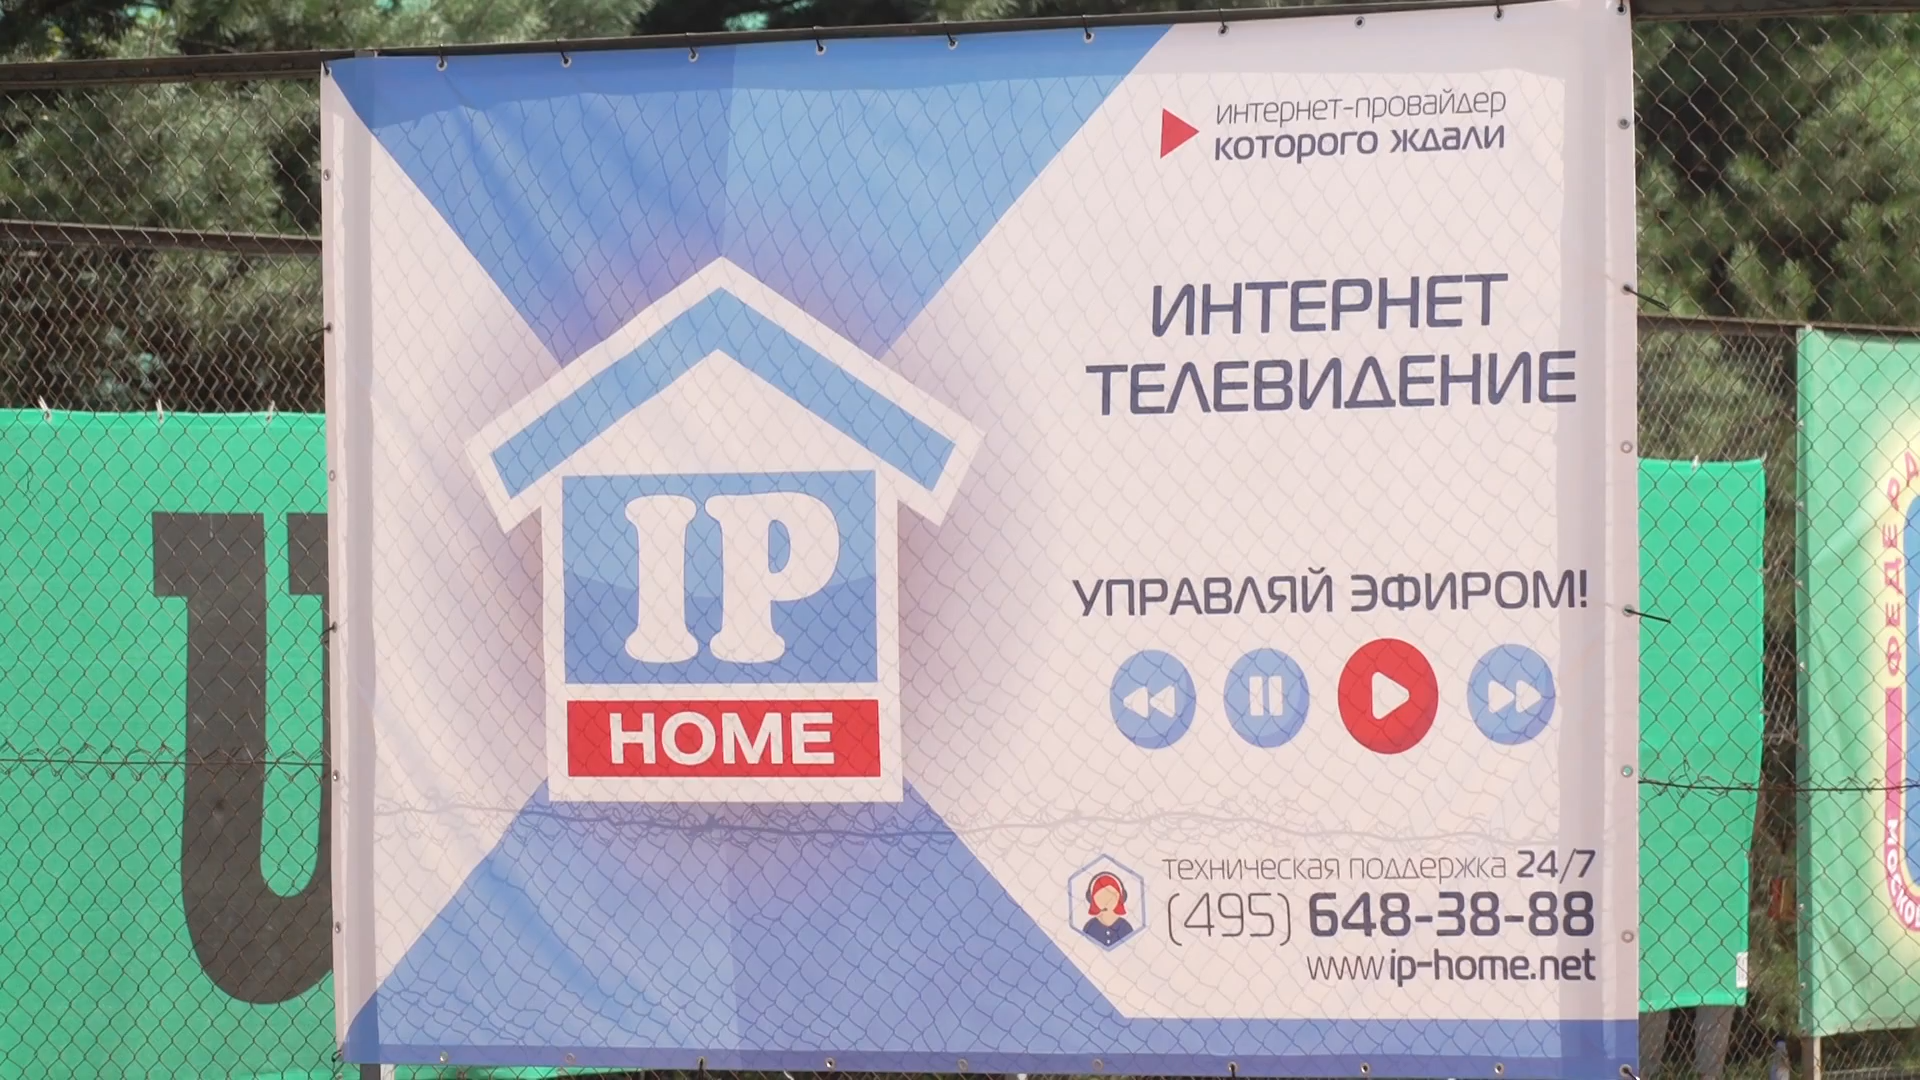 интернет-провайдер
которого ждали
ИНТЕРНЕТ
ТЕЛЕВИДЕНИЕ
IP
HOME
УПРАВЛЯЙ ЭФИРОМ!
техническая поддержка 24/7
(495) 648-38-88
www.ip-home.net